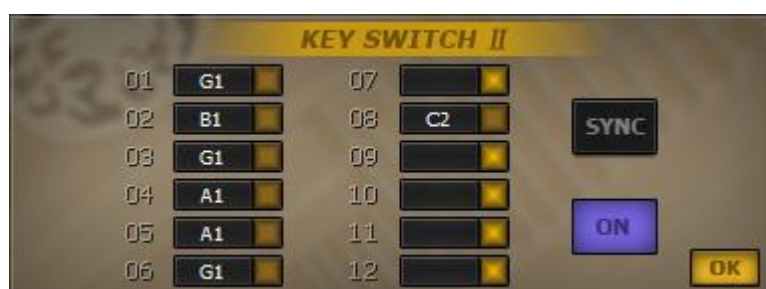 KEY SWITCH II
01 G1 07
02 B1 08 C2
03 G1 09
04 A1 10
05 A1 11
06 G1 12
SYNC
ON
OK